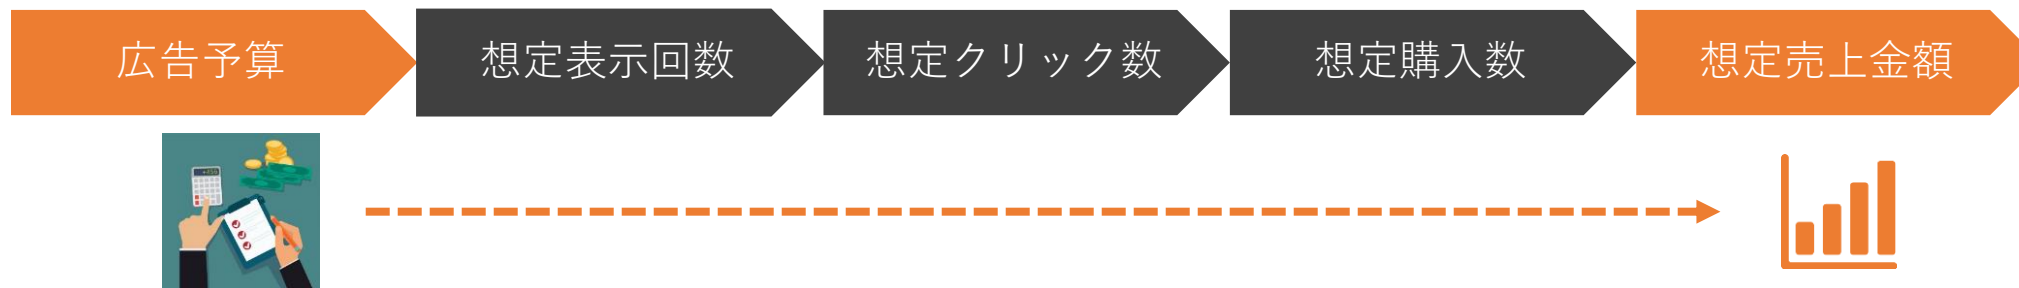 広告予算
想定表示回数
想定クリック数
想定購入数
想定売上金額